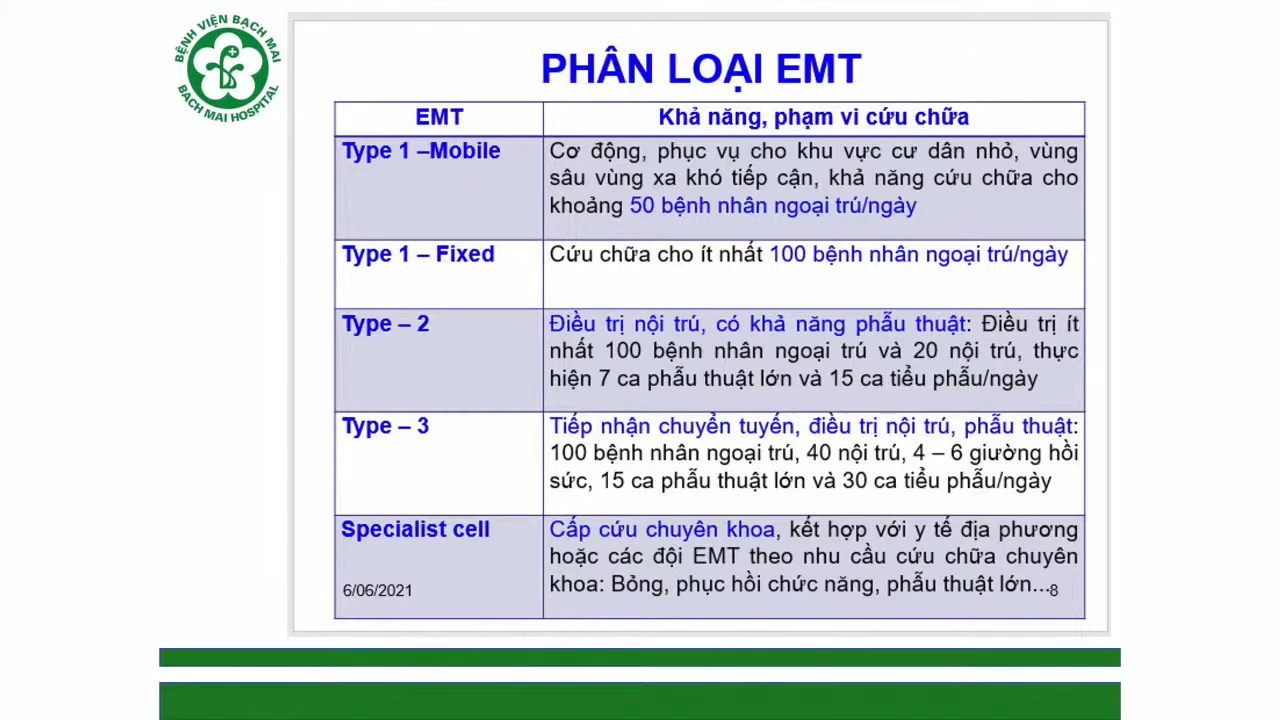 BỆNH VIỆN BẠCH MAI
BACH MAI HOSPITAL
PHÂN LOẠI EMT
EMT
Khả năng, phạm vi cứu chữa
Type 1 –Mobile
Cơ động, phục vụ cho khu vực cư dân nhỏ, vùng
sâu vùng xa khó tiếp cận, khả năng cứu chữa cho
khoảng 50 bệnh nhân ngoại trú/ngày
Type 1 – Fixed
Cứu chữa cho ít nhất 100 bệnh nhân ngoại trú/ngày
Type – 2
Điều trị nội trú, có khả năng phẫu thuật: Điều trị ít
nhất 100 bệnh nhân ngoại trú và 20 nội trú, thực
hiện 7 ca phẫu thuật lớn và 15 ca tiểu phẫu/ngày
Type – 3
Tiếp nhận chuyển tuyến, điều trị nội trú, phẫu thuật:
100 bệnh nhân ngoại trú, 40 nội trú, 4 – 6 giường hồi
sức, 15 ca phẫu thuật lớn và 30 ca tiểu phẫu/ngày
Specialist cell
Cấp cứu chuyên khoa, kết hợp với y tế địa phương
hoặc các đội EMT theo nhu cầu cứu chữa chuyên
khoa: Bỏng, phục hồi chức năng, phẫu thuật lớn...
6/06/2021
8